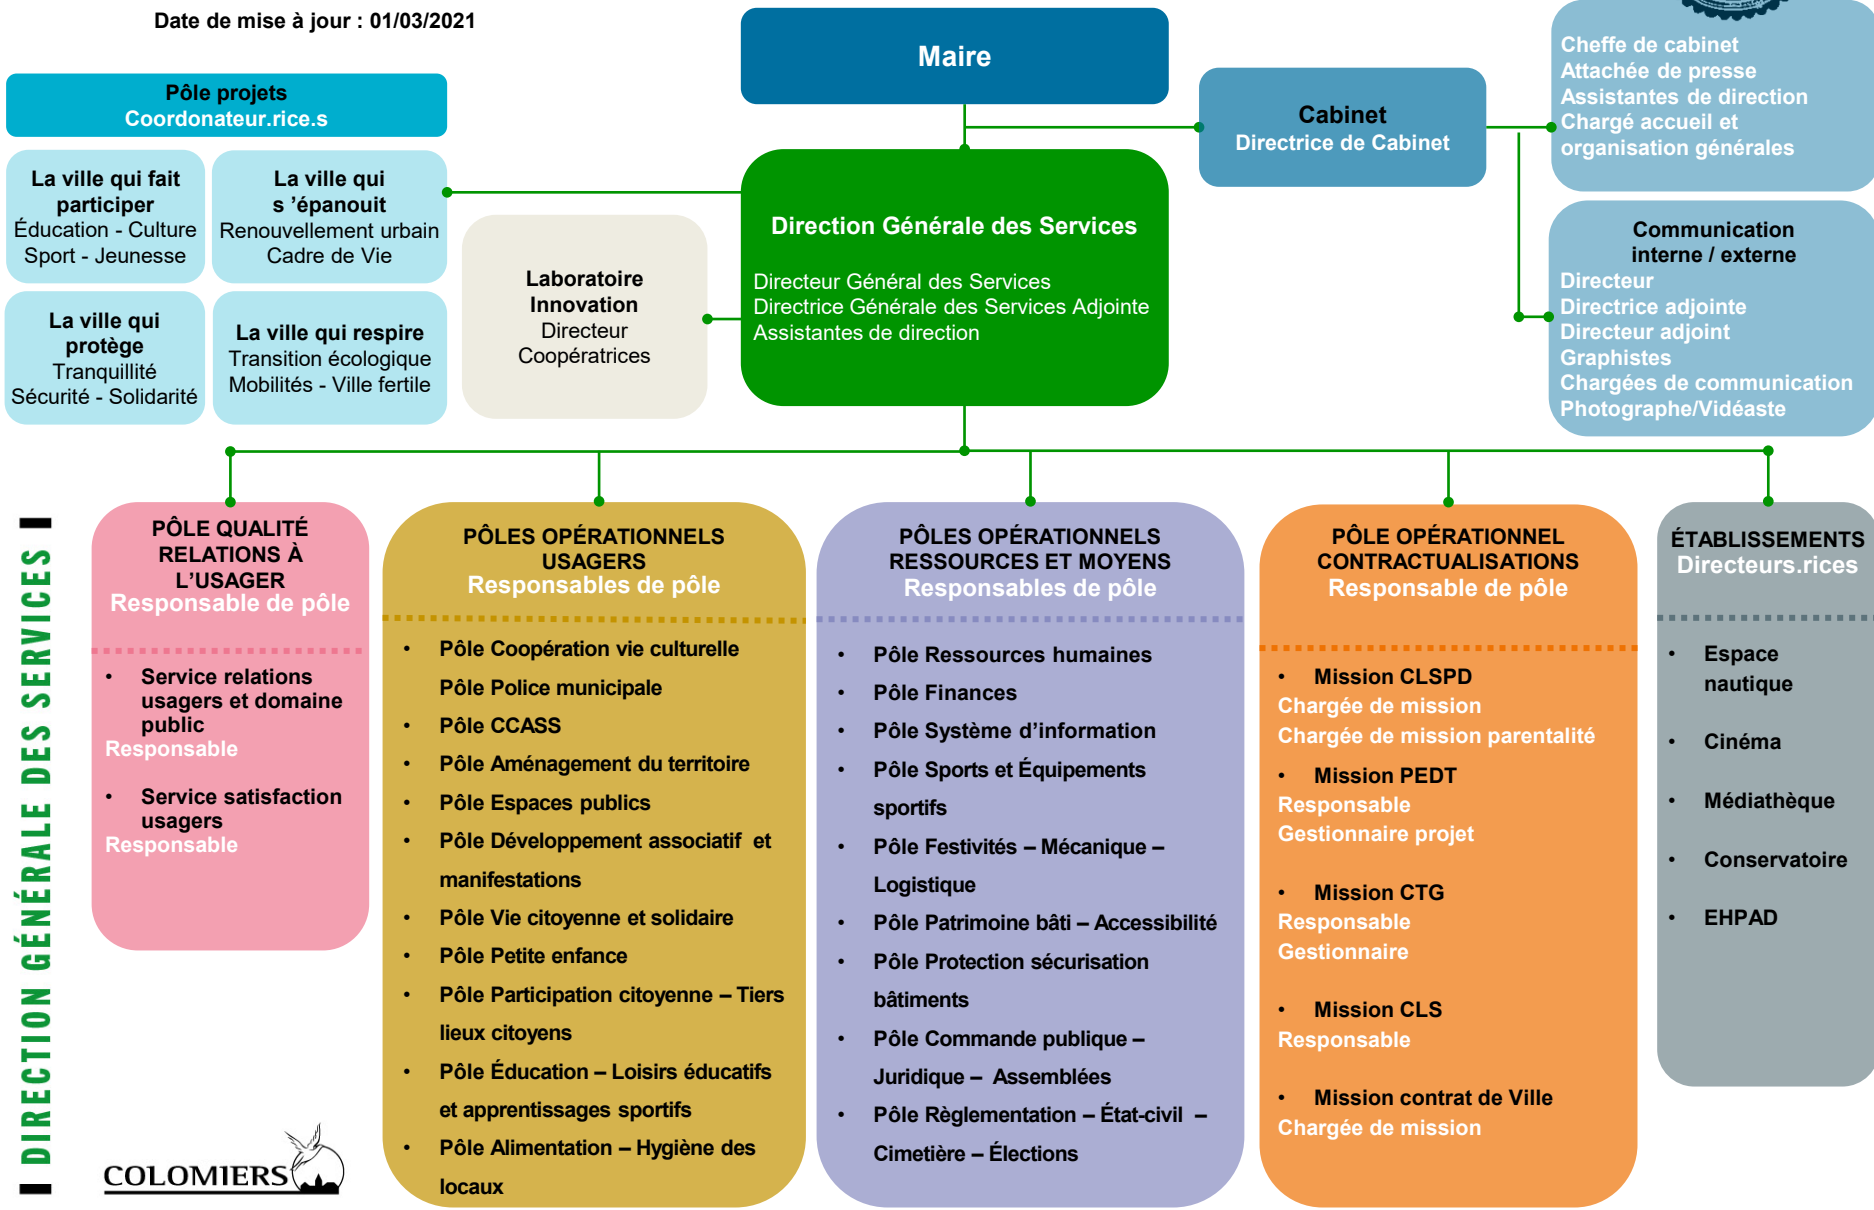 Date de mise à jour : 01/03/2021
Maire
Pôle projets
Coordonateur.rice.s
La ville qui fait
participer
Éducation - Culture
Sport - Jeunesse
La ville qui
s ’épanouit
Renouvellement urbain
Cadre de Vie
La ville qui
protège
Tranquillité
Sécurité - Solidarité
La ville qui respire
Transition écologique
Mobilités - Ville fertile
Laboratoire
Innovation
Directeur
Coopératrices
Direction Générale des Services
Directeur Général des Services
Directrice Générale des Services Adjointe
Assistantes de direction
Cabinet
Directrice de Cabinet
Cheffe de cabinet
Attachée de presse
Assistantes de direction
Chargé accueil et
organisation générales
Communication
interne / externe
Directeur
Directrice adjointe
Directeur adjoint
Graphistes
Chargées de communication
Photographe/Vidéaste
DIRECTION GÉNÉRALE DES SERVICES
PÔLE QUALITÉ
RELATIONS À
L’USAGER
Responsable de pôle
• Service relations
usagers et domaine
public
Responsable
• Service satisfaction
usagers
Responsable
PÔLES OPÉRATIONNELS
USAGERS
Responsables de pôle
• Pôle Coopération vie culturelle
Pôle Police municipale
• Pôle CCASS
• Pôle Aménagement du territoire
• Pôle Espaces publics
• Pôle Développement associatif et
manifestations
• Pôle Vie citoyenne et solidaire
• Pôle Petite enfance
• Pôle Participation citoyenne – Tiers
lieux citoyens
• Pôle Éducation – Loisirs éducatifs
et apprentissages sportifs
• Pôle Alimentation – Hygiène des
locaux
PÔLES OPÉRATIONNELS
RESSOURCES ET MOYENS
Responsables de pôle
• Pôle Ressources humaines
• Pôle Finances
• Pôle Système d’information
• Pôle Sports et Équipements
sportifs
• Pôle Festivités – Mécanique –
Logistique
• Pôle Patrimoine bâti – Accessibilité
• Pôle Protection sécurisation
bâtiments
• Pôle Commande publique –
Juridique – Assemblées
• Pôle Règlementation – État-civil –
Cimetière – Élections
PÔLE OPÉRATIONNEL
CONTRACTUALISATIONS
Responsable de pôle
• Mission CLSPD
Chargée de mission
Chargée de mission parentalité
• Mission PEDT
Responsable
Gestionnaire projet
• Mission CTG
Responsable
Gestionnaire
• Mission CLS
Responsable
• Mission contrat de Ville
Chargée de mission
ÉTABLISSEMENTS
Directeurs.rices
• Espace
nautique
• Cinéma
• Médiathèque
• Conservatoire
• EHPAD
COLOMIERS